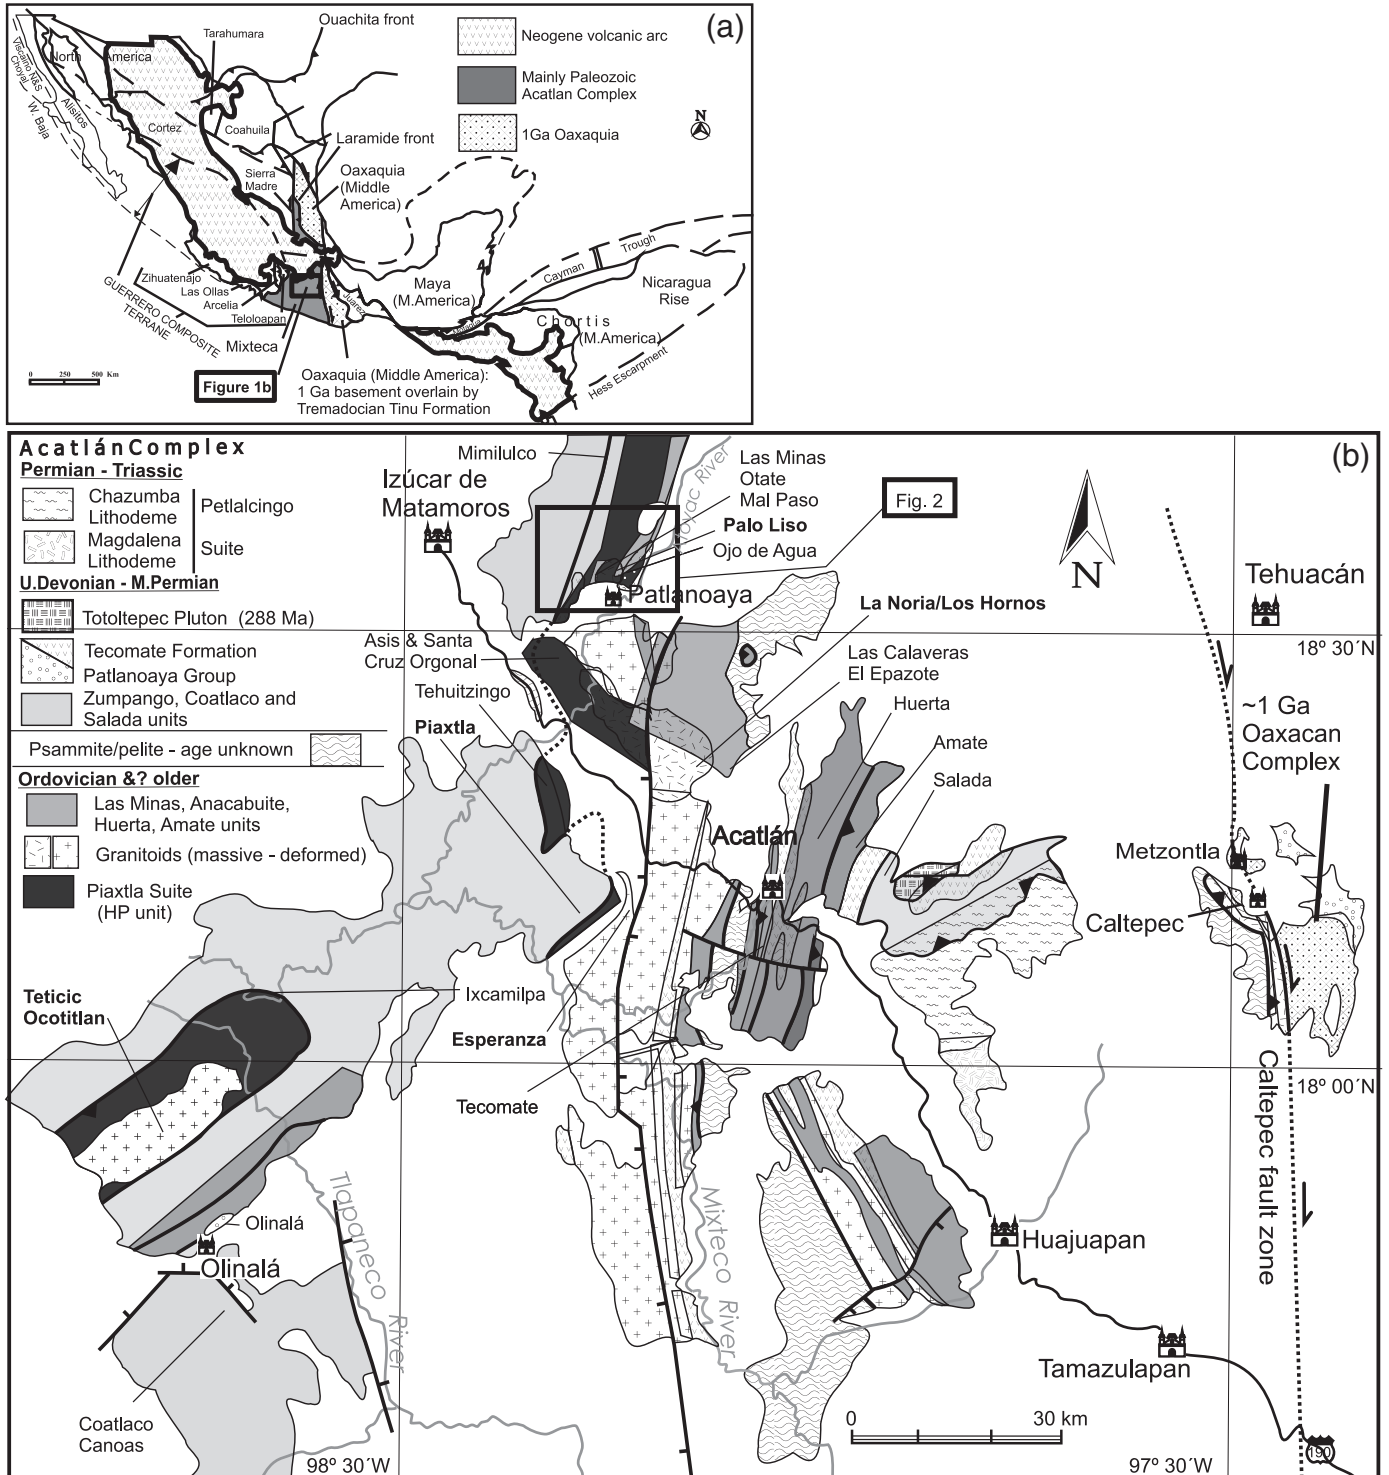 (a)
Ouachita front
Tarahumara
North America
Viscaino N&S
Choyal
Alisitos
W. Baja
Cortez
Coahuila
Laramide front
Sierra
Madre
Oaxaquia
(Middle
America)
Neogene volcanic arc
Mainly Paleozoic
Acatlan Complex
1Ga Oaxaquia
N
Zihuatenajo
Las Ollas
Arcelia
Teloloapan
GUERRERO COMPOSITE
TERRANE
Mixteca
Juarez
Maya
(M.America)
Cayman
Trough
Nicaragua
Rise
Chortis
(M.America)
Hess Escarpment
0 250 500 Km
Figure 1b
Oaxaquia (Middle America):
1 Ga basement overlain by
Tremadocian Tinu Formation
(b)
Acatlán Complex
Permian - Triassic
Chazumba
Lithodeme
Magdalena
Lithodeme
Petlalcingo
Suite
U.Devonian - M.Permian
Totoltepec Pluton (288 Ma)
Tecomate Formation
Patlanoaya Group
Zumpango, Coatlaco and
Salada units
Psammite/pelite - age unknown
Ordovician &? older
Las Minas, Anacabuite,
Huerta, Amate units
Granitoids (massive - deformed)
Piaxtla Suite
(HP unit)
Mimilulco
Izúcar de
Matamoros
Las Minas
Otate
Mal Paso
Palo Liso
Ojo de Agua
Atoyac River
Fig. 2
Patlanoaya
N
Tehuacán
18º 30´N
La Noria/Los Hornos
Las Calaveras
El Epazote
Huerta
Amate
Salada
Asis & Santa
Cruz Orgonal
Tehuitzingo
Piaxtla
~1 Ga
Oaxacan
Complex
Acatlán
Metzontla
Caltepec
Teticic
Ocotitlan
Ixcamilpa
Esperanza
Tecomate
18º 00´N
Caltepec fault zone
Olinalá
Olinalá
Tlapaneco River
Mixteco River
Huajuapan
Tamazulapan
Coatlaco
Canoas
0 30 km
98º 30´W
97º 30´W
190